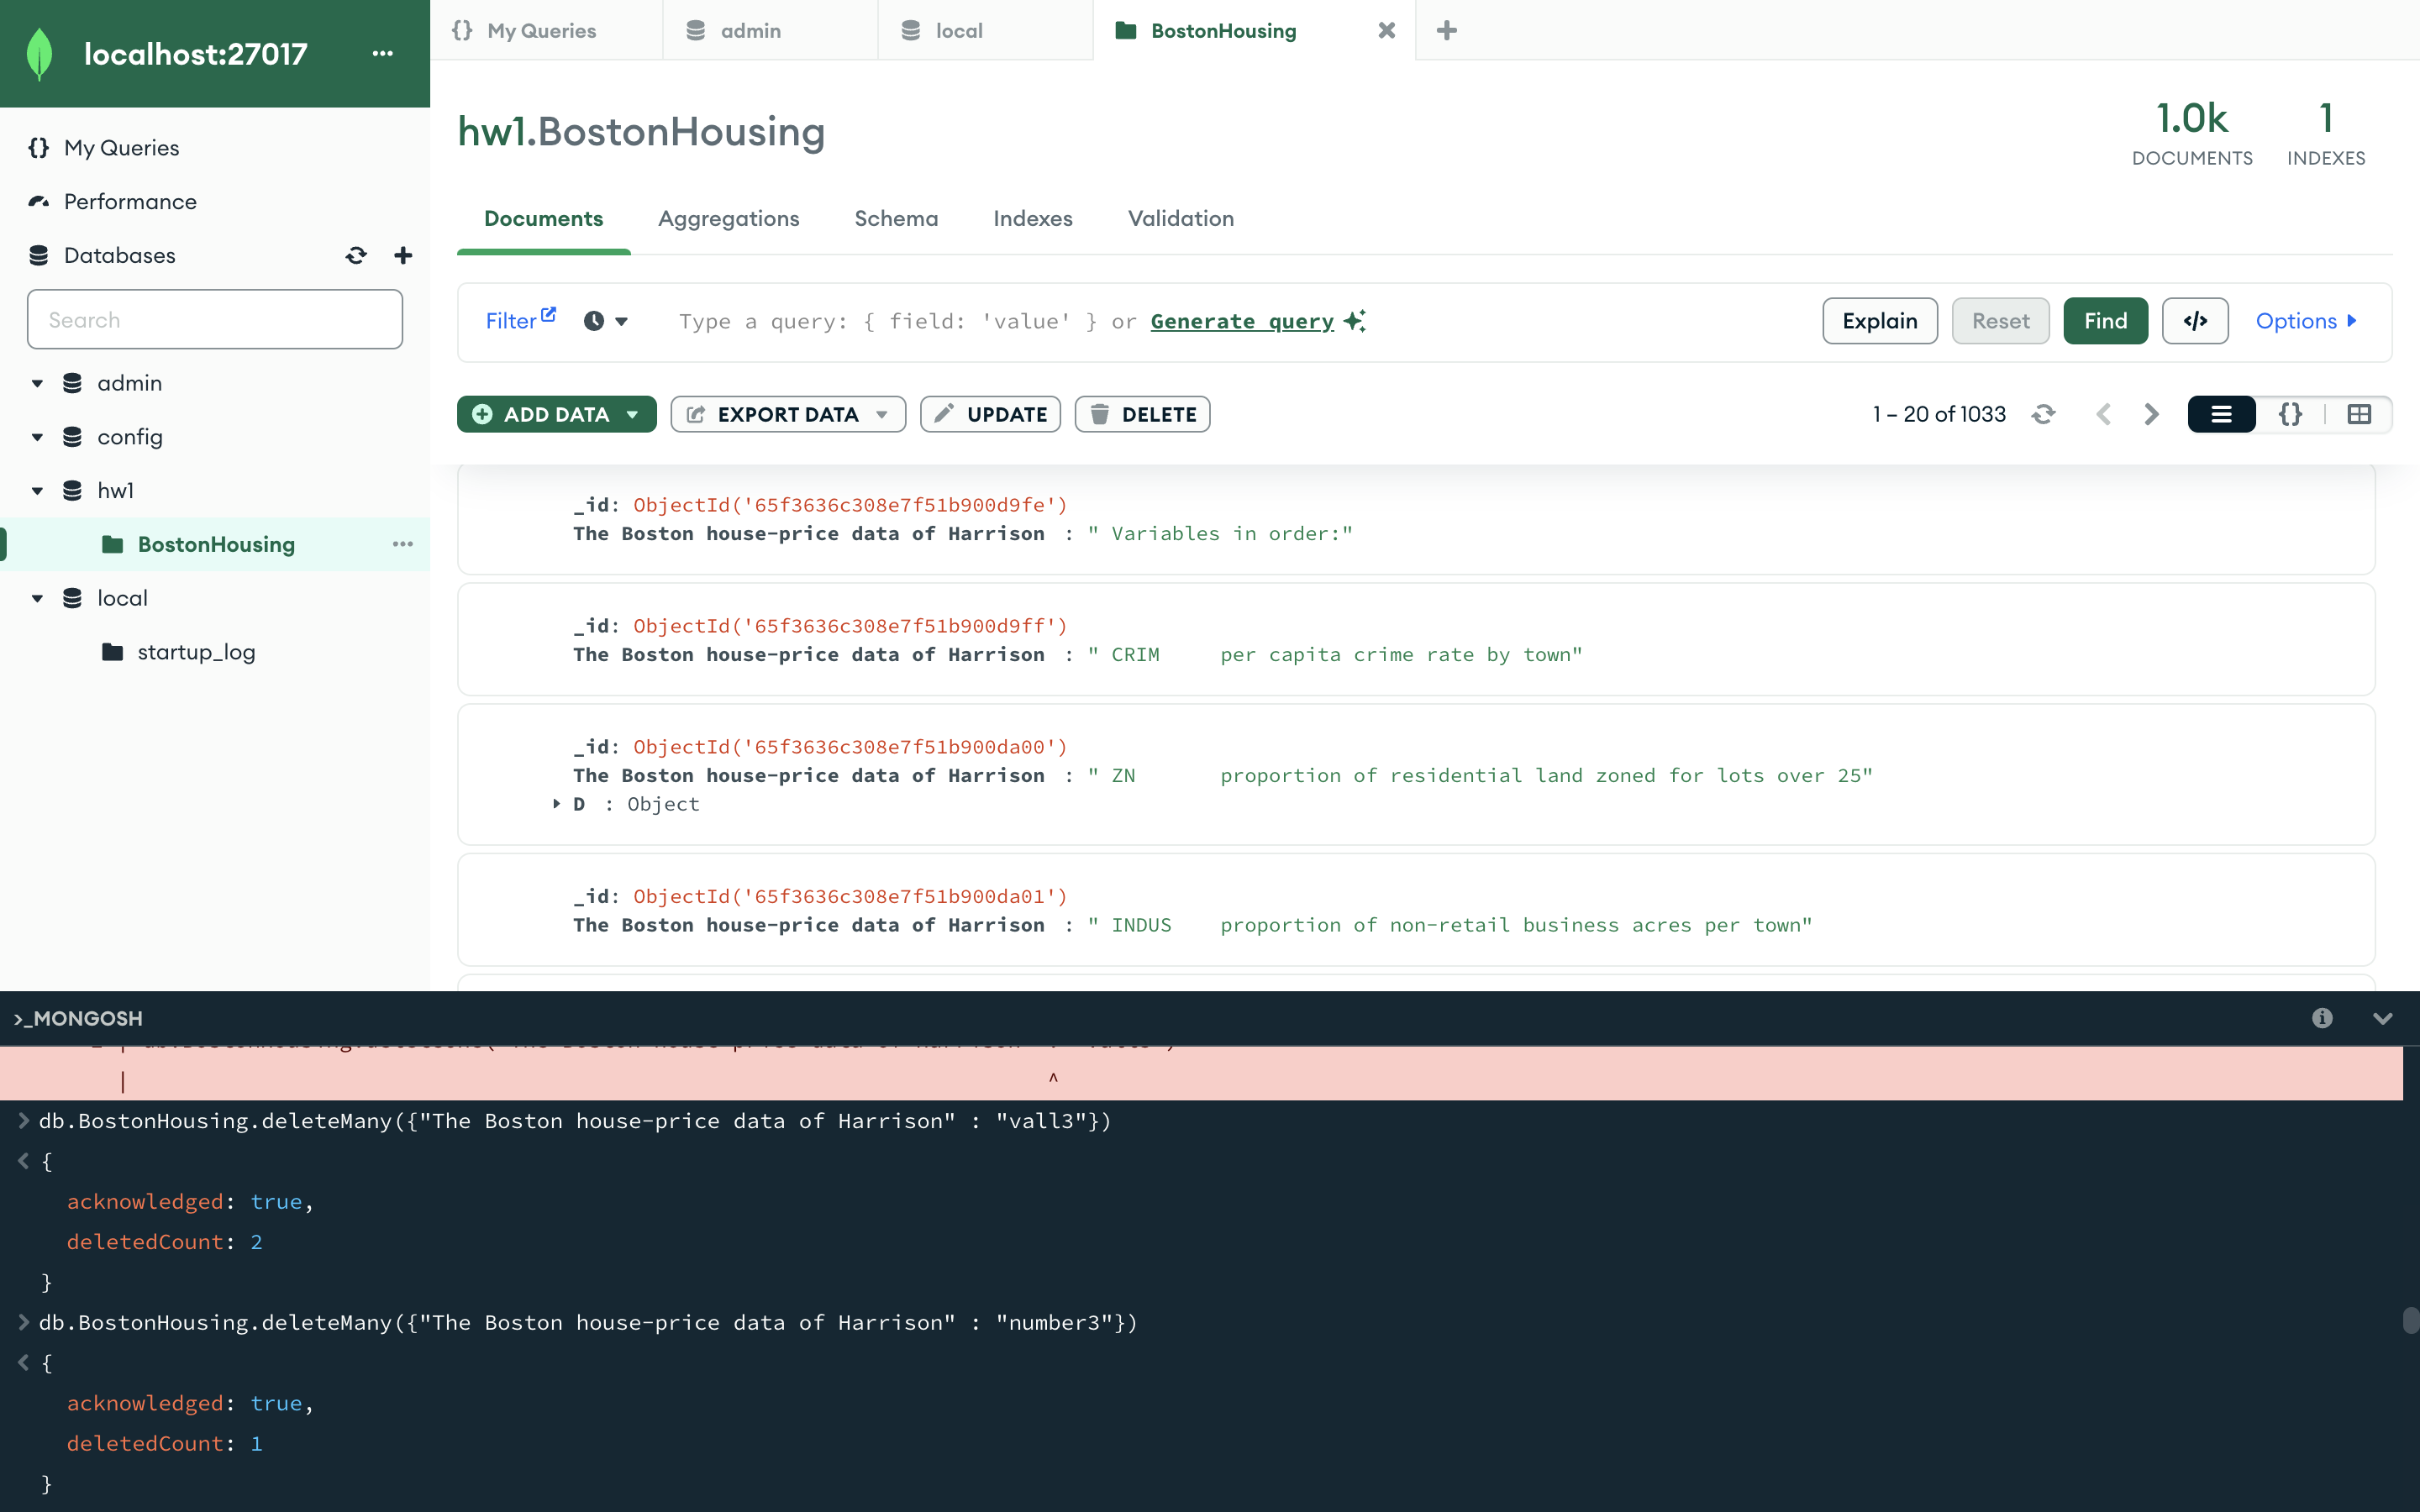 localhost:27017
My Queries
Performance
Databases
Search
admin
config
hw1
BostonHousing
local
startup_log
My Queries
admin
local
BostonHousing
hw1.BostonHousing
1.0k
DOCUMENTS
1
INDEXES
Documents
Aggregations
Schema
Indexes
Validation
Filter
Type a query: { field: 'value' } or Generate query
Explain
Reset
Find
</>
Options
ADD DATA
EXPORT DATA
UPDATE
DELETE
1 – 20 of 1033
{}
_id: ObjectId('65f3636c308e7f51b900d9fe')
The Boston house-price data of Harrison : " Variables in order:"
_id: ObjectId('65f3636c308e7f51b900d9ff')
The Boston house-price data of Harrison : " CRIM     per capita crime rate by town"
_id: ObjectId('65f3636c308e7f51b900da00')
The Boston house-price data of Harrison : " ZN       proportion of residential land zoned for lots over 25"
D : Object
_id: ObjectId('65f3636c308e7f51b900da01')
The Boston house-price data of Harrison : " INDUS    proportion of non-retail business acres per town"
>_MONGOSH
| ^
> db.BostonHousing.deleteMany({"The Boston house-price data of Harrison" : "vall3"})
< {
acknowledged: true,
deletedCount: 2
}
> db.BostonHousing.deleteMany({"The Boston house-price data of Harrison" : "number3"})
< {
acknowledged: true,
deletedCount: 1
}